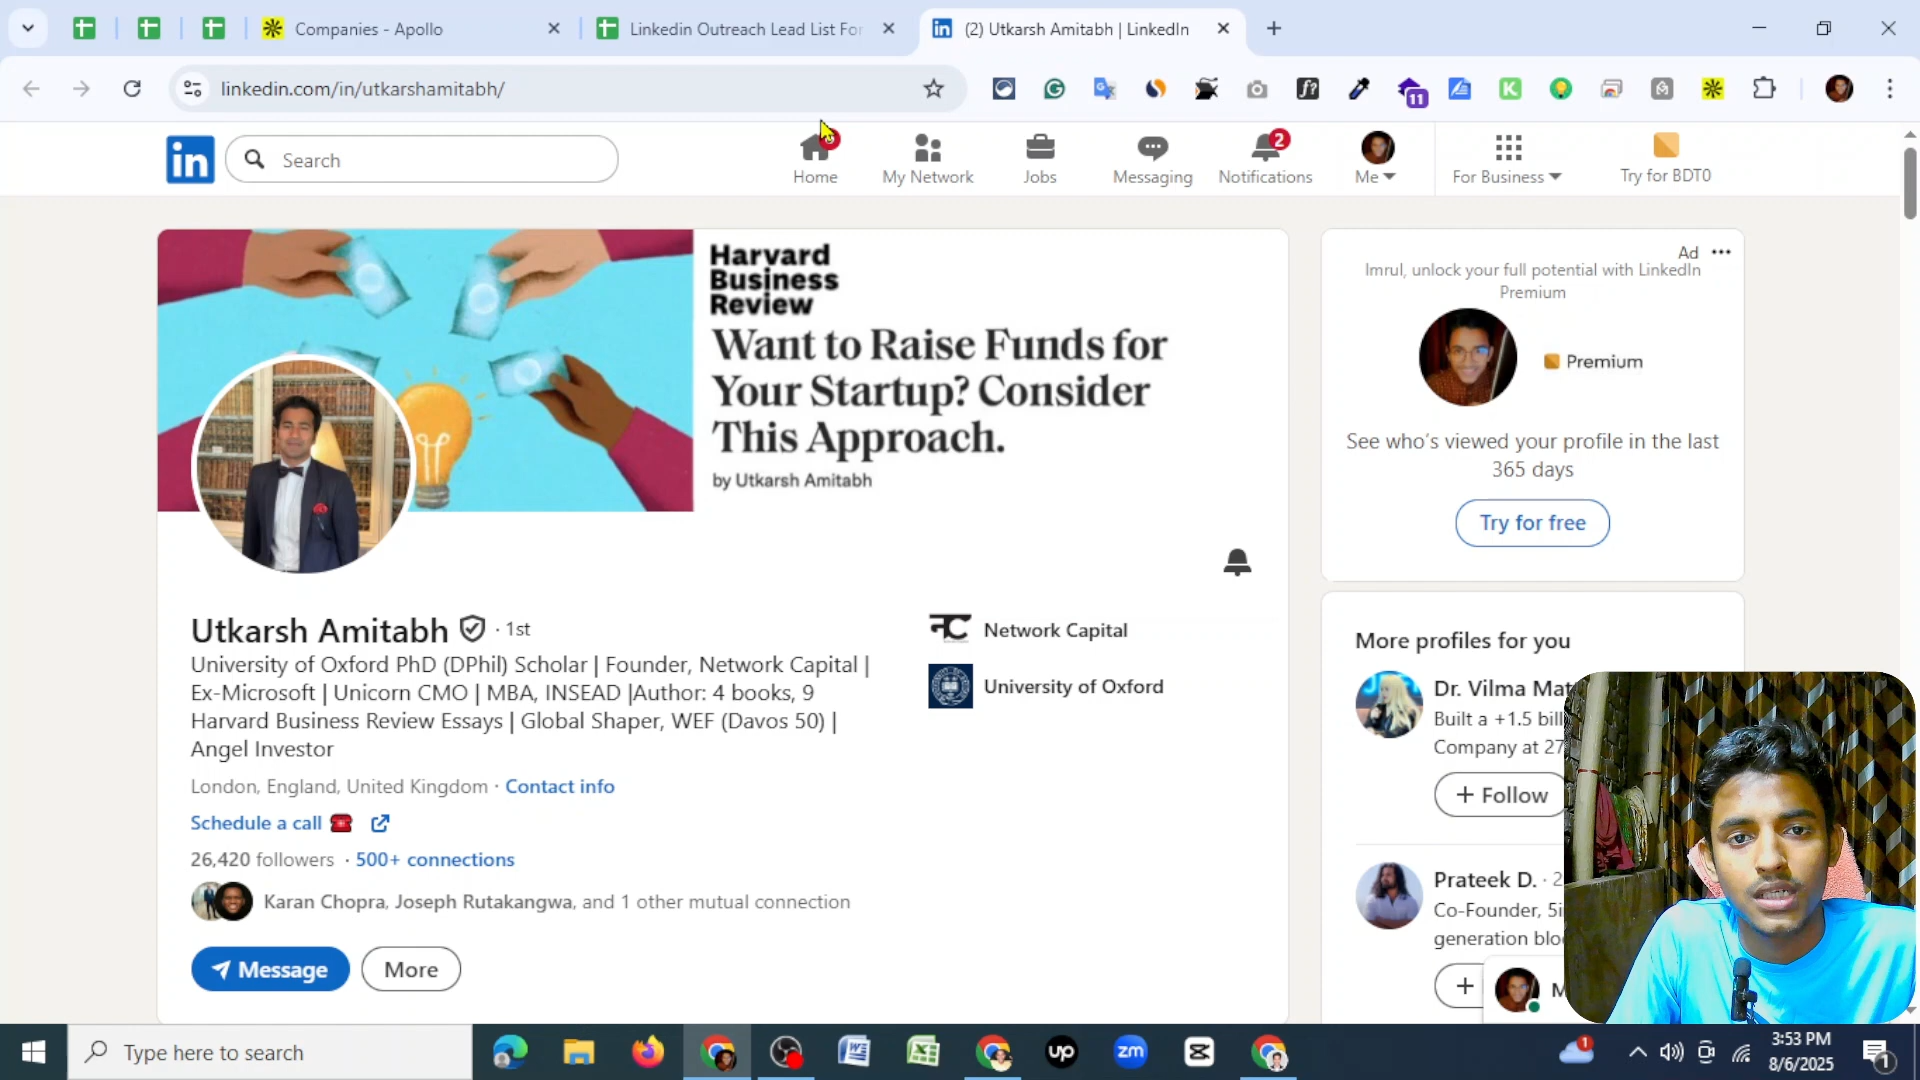 Companies - Apollo
Linkedin Outreach Lead List For
(2) Utkarsh Amitabh | LinkedIn
linkedin.com/in/utkarshamitabh/
11
in
Search
Home
My Network
Jobs
Messaging
2
Notifications
Me
For Business
Try for BDT0
Harvard
Business
Review
Want to Raise Funds for
Your Startup? Consider
This Approach.
by Utkarsh Amitabh
Utkarsh Amitabh · 1st
University of Oxford PhD (DPhil) Scholar | Founder, Network Capital |
Ex-Microsoft | Unicorn CMO | MBA, INSEAD |Author: 4 books, 9
Harvard Business Review Essays | Global Shaper, WEF (Davos 50) |
Angel Investor
London, England, United Kingdom · Contact info
Schedule a call
26,420 followers · 500+ connections
Karan Chopra, Joseph Rutakangwa, and 1 other mutual connection
Message
More
Network Capital
University of Oxford
Ad
Imrul, unlock your full potential with LinkedIn
Premium
Premium
See who's viewed your profile in the last
365 days
Try for free
More profiles for you
Dr. Vilma Mat
Built a +1.5 bill
Company at 27
+ Follow
Prateek D. · 2
Co-Founder, 5i
generation blo
+
M
Type here to search
up
zm
1
3:53 PM
8/6/2025
1